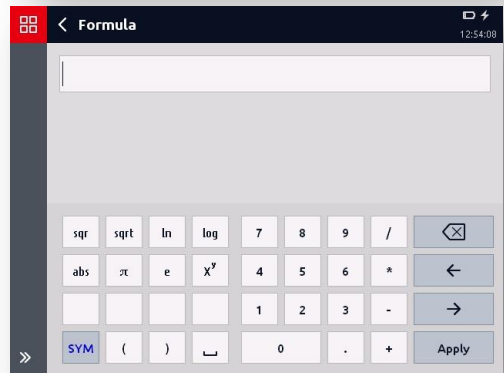 Formula
12:54:08
sqr sqrt ln log 7 8 9 /
abs π e Xʸ 4 5 6 *
1 2 3 -
SYM ( ) 0 . + Apply